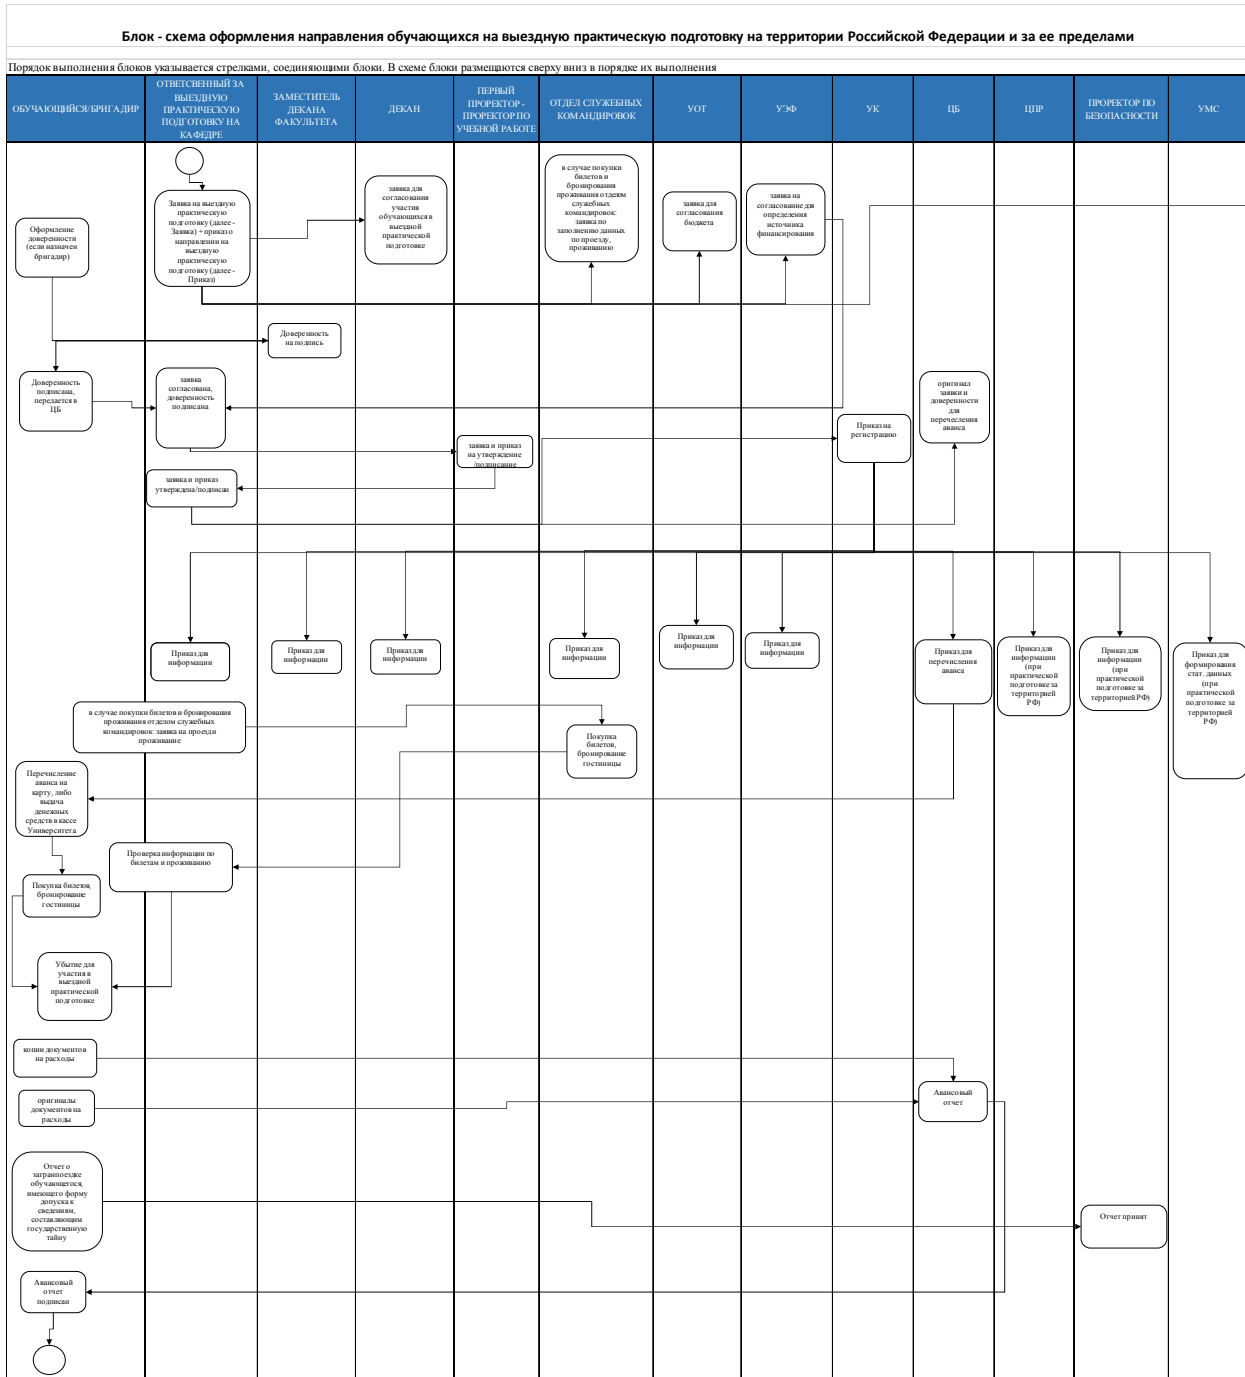 Блок - схема оформления направления обучающихся на выездную практическую подготовку на территории Российской Федерации и за ее пределами
Порядок выполнения блоков указывается стрелками, соединяющими блоки. В схеме блоки размещаются сверху вниз в порядке их выполнения
ОБУЧАЮЩИЙСЯ/БРИГАДИР
ОТВЕТСВЕННЫЙ ЗА
ВЫЕЗДНУЮ
ПРАКТИЧЕСКУЮ
ПОДГОТОВКУ НА
КАФЕДРЕ
ЗАМЕСТИТЕЛЬ
ДЕКАНА
ФАКУЛЬТЕТА
ДЕКАН
ПЕРВЫЙ
ПРОРЕКТОР -
ПРОРЕКТОР ПО
УЧЕБНОЙ РАБОТЕ
ОТДЕЛ СЛУЖЕБНЫХ
КОМАНДИРОВОК
УОТ
УЭФ
УК
ЦБ
ЦПР
ПРОРЕКТОР ПО
БЕЗОПАСНОСТИ
УМС
Оформление
доверенности
(если назначен
бригадир)
Заявка на выездную
практическую
подготовку (далее -
Заявка) + приказ о
направлении на
выездную
практическую
подготовку (далее -
Приказ)
заявка для
согласования
участия
обучающихся в
выездной
практической
подготовке
в случае покупки
билетов и
бронирования
проживания отделом
служебных
командировок:
заявка по
заполнению данных
по проезду,
проживанию
заявка для
согласования
бюджета
заявка на
согласование для
определения
источника
финансирования
Доверенность
на подпись
Доверенность
подписана,
передается в
ЦБ
заявка
согласована,
доверенность
подписана
оригинал
заявки и
доверенности
для
перечесления
аванса
заявка и приказ
на утверждение
/подписание
Приказ на
регистрацию
заявка и приказ
утверждена/подписан
Приказ для
информации
Приказ для
информации
Приказ для
информации
Приказ для
информации
Приказ для
информации
Приказ для
информации
Приказ для
перечисления
аванса
Приказ для
информации
(при
практической
подготовке за
территорией
РФ)
Приказ для
информации
(при
практической
подготовке за
территорией РФ)
Приказ для
формирования
стат. данных
(при
практической
подготовке за
территорией
РФ)
в случае покупки билетов и бронирования
проживания отделом служебных
командировок: заявка на проезд и
проживание
Покупка
билетов,
бронирование
гостиницы
Перечисление
аванса на
карту, либо
выдача
денежных
средств в кассе
Университета
Проверка информации по
билетам и проживанию
Покупка билетов,
бронирование
гостиницы
Убытие для
участия в
выездной
практической
подготовке
копии документов
на расходы
оригиналы
документов на
расходы
Авансовый
отчет
Отчет о
загранпоездке
обучающегося,
имеющего форму
допуска к
сведениям,
составляющим
государственную
тайну
Отчет принят
Авансовый
отчет
подписан